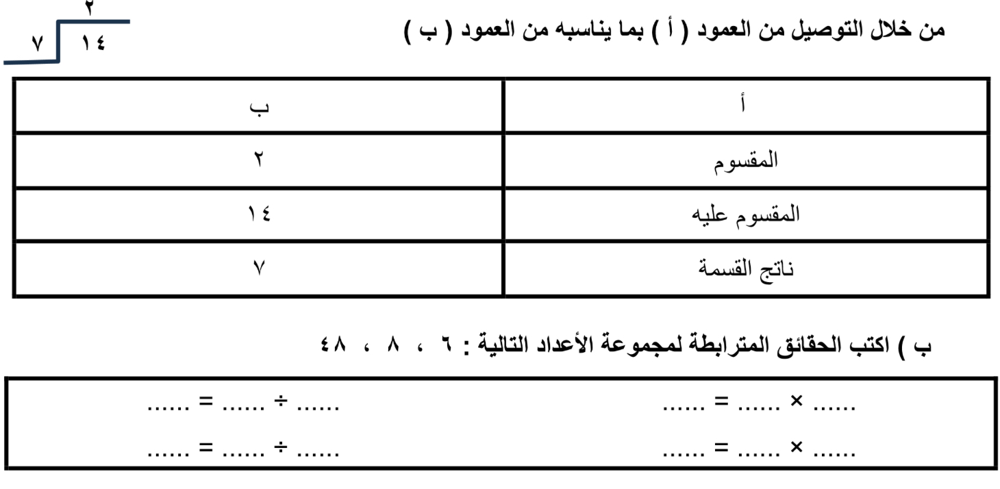 ٢
٧ ١٤
من خلال التوصيل من العمود ( أ ) بما يناسبه من العمود ( ب )
أ ب
المقسوم ٢
المقسوم عليه ١٤
ناتج القسمة ٧
ب ) اكتب الحقائق المترابطة لمجموعة الأعداد التالية : ٦ ، ٨ ، ٤٨
...... × ...... = ...... ...... ÷ ...... = ......
...... × ...... = ...... ...... ÷ ...... = ......